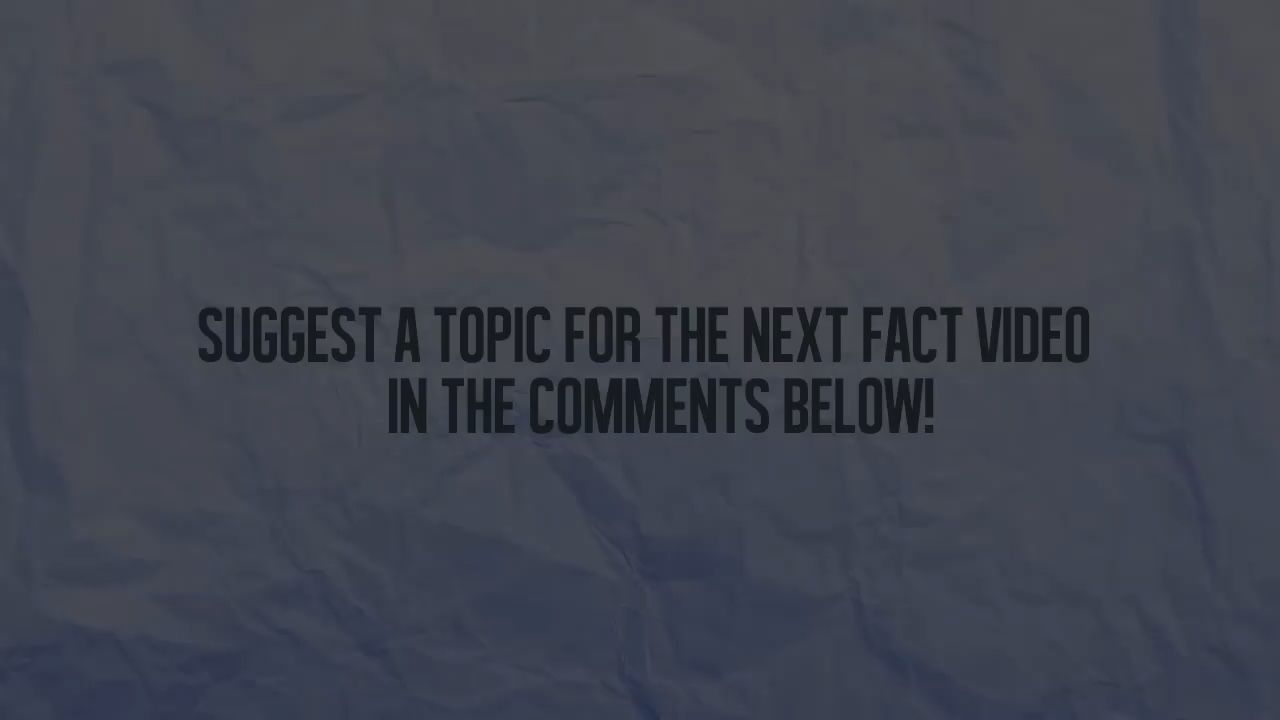 SUGGEST A TOPIC FOR THE NEXT FACT VIDEO
IN THE COMMENTS BELOW!